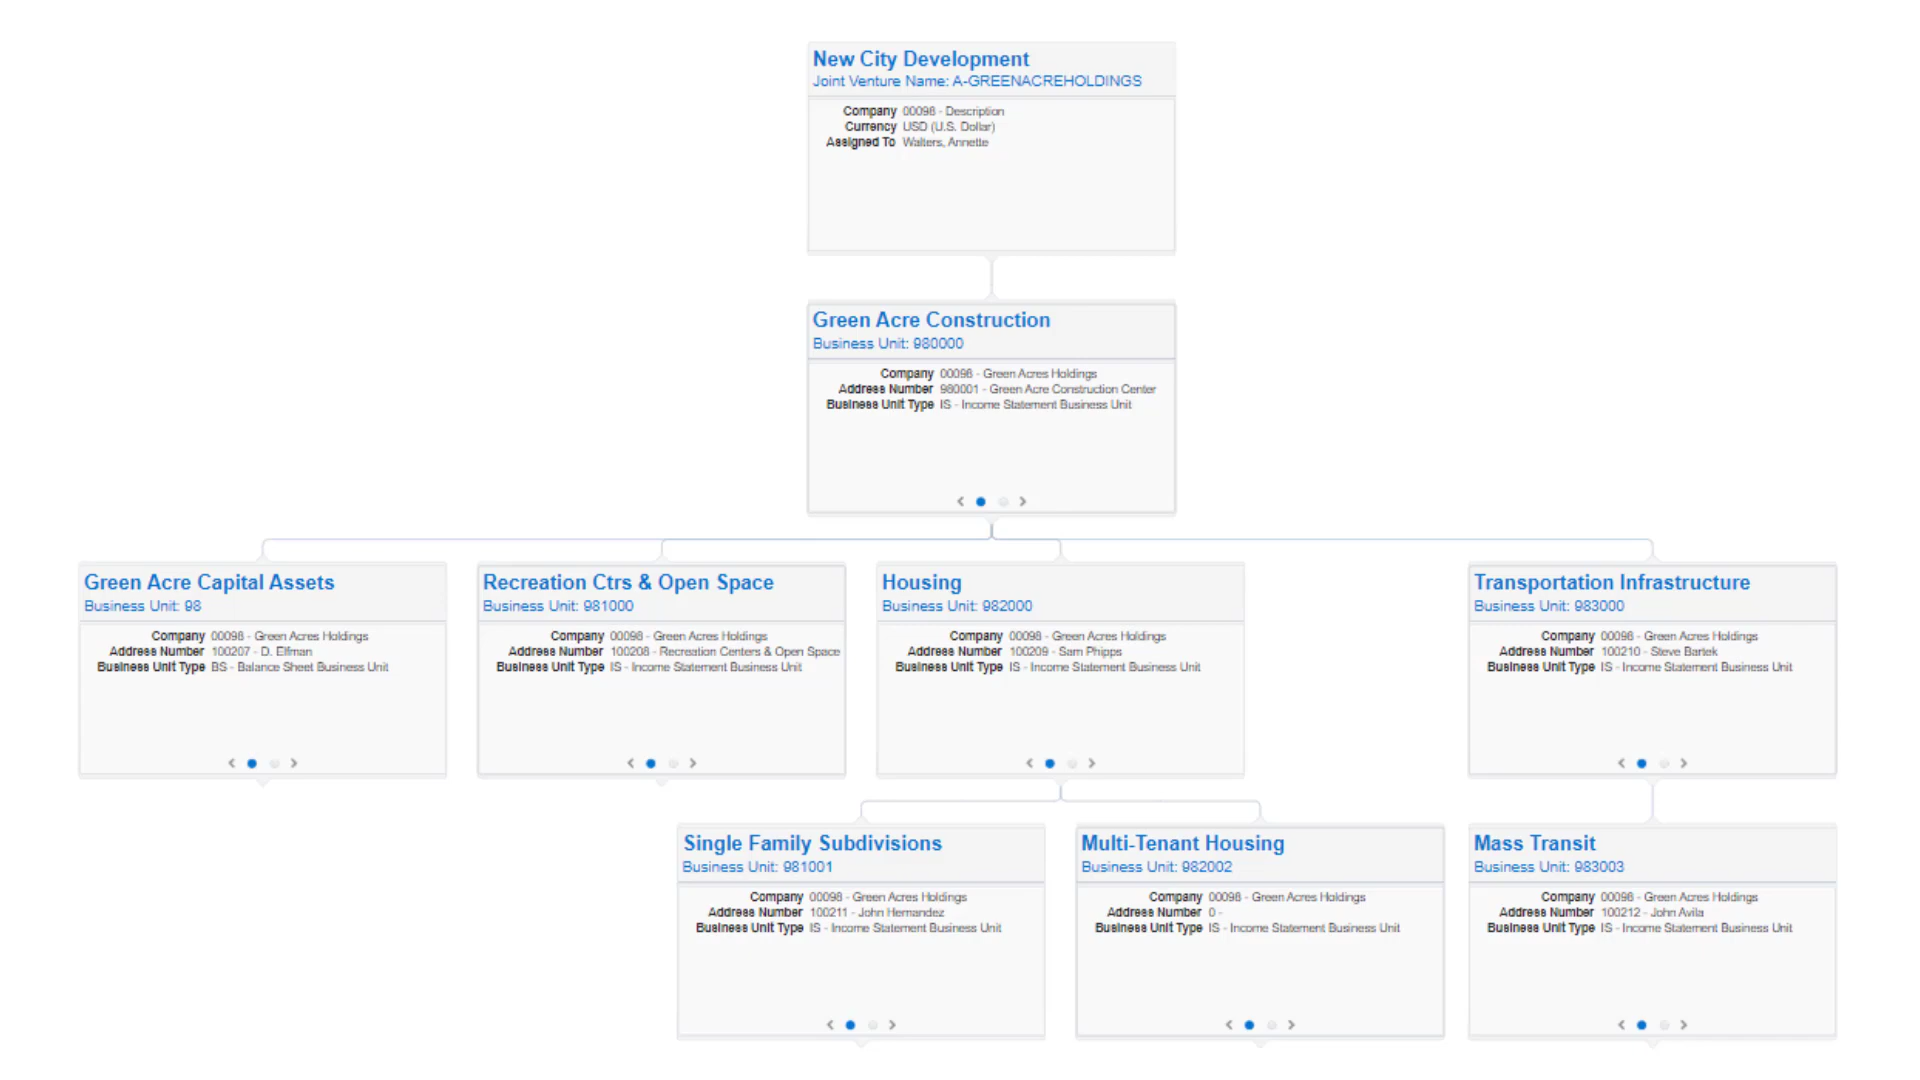 New City Development
Joint Venture Name: A-GREENACREHOLDINGS
Company 00098 - Description
Currency USD (U.S. Dollar)
Assigned To Walters, Annette
Green Acre Construction
Business Unit: 980000
Company 00098 - Green Acres Holdings
Address Number 980001 - Green Acre Construction Center
Business Unit Type IS - Income Statement Business Unit
Green Acre Capital Assets
Business Unit: 98
Company 00098 - Green Acres Holdings
Address Number 100207 - D. Elfman
Business Unit Type BS - Balance Sheet Business Unit
Recreation Ctrs & Open Space
Business Unit: 981000
Company 00098 - Green Acres Holdings
Address Number 100208 - Recreation Centers & Open Space
Business Unit Type IS - Income Statement Business Unit
Housing
Business Unit: 982000
Company 00098 - Green Acres Holdings
Address Number 100209 - Sam Phipps
Business Unit Type IS - Income Statement Business Unit
Transportation Infrastructure
Business Unit: 983000
Company 00098 - Green Acres Holdings
Address Number 100210 - Steve Bartek
Business Unit Type IS - Income Statement Business Unit
Single Family Subdivisions
Business Unit: 981001
Company 00098 - Green Acres Holdings
Address Number 100211 - John Hernandez
Business Unit Type IS - Income Statement Business Unit
Multi-Tenant Housing
Business Unit: 982002
Company 00098 - Green Acres Holdings
Address Number 0 -
Business Unit Type IS - Income Statement Business Unit
Mass Transit
Business Unit: 983003
Company 00098 - Green Acres Holdings
Address Number 100212 - John Avila
Business Unit Type IS - Income Statement Business Unit